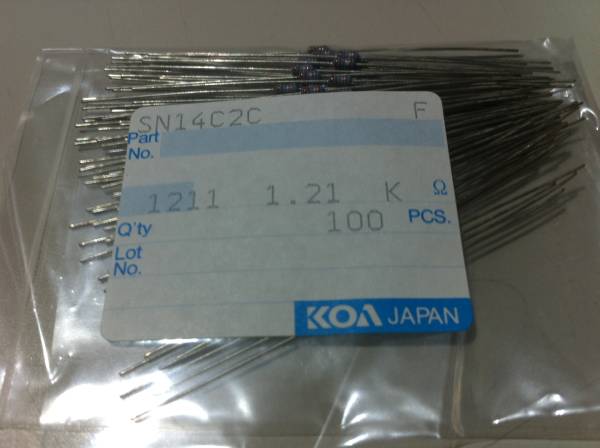 SN14C2C F
Part
No.
1211 1.21 K Ω
Q'ty 100 PCS.
Lot
No.
KOA JAPAN